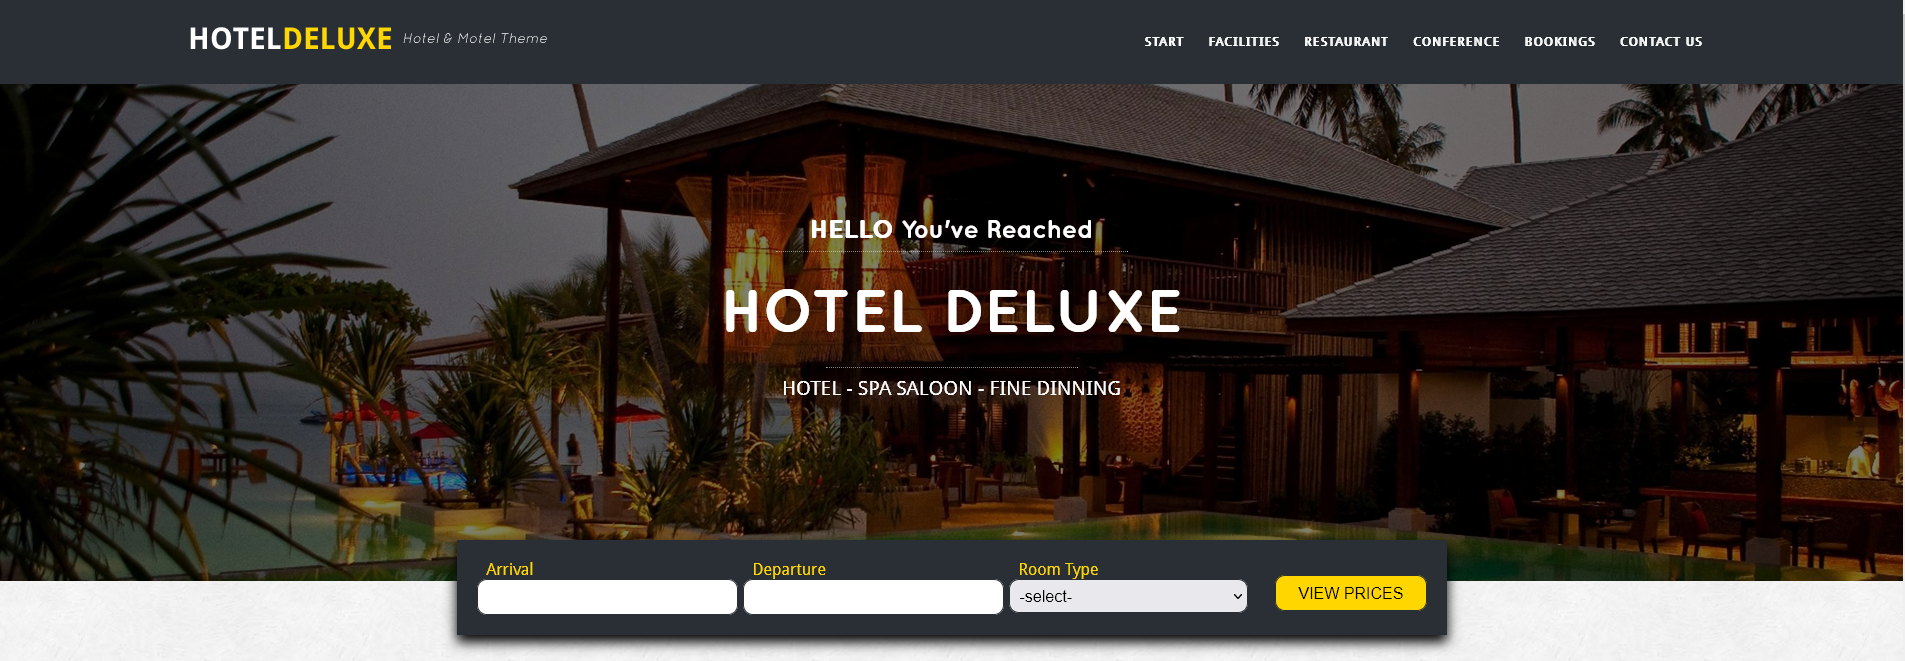 HOTELDELUXE Hotel & Motel Theme
START FACILITIES RESTAURANT CONFERENCE BOOKINGS CONTACT US
HELLO You've Reached
HOTEL DELUXE
HOTEL - SPA SALOON - FINE DINNING
Arrival Departure Room Type
-select- VIEW PRICES